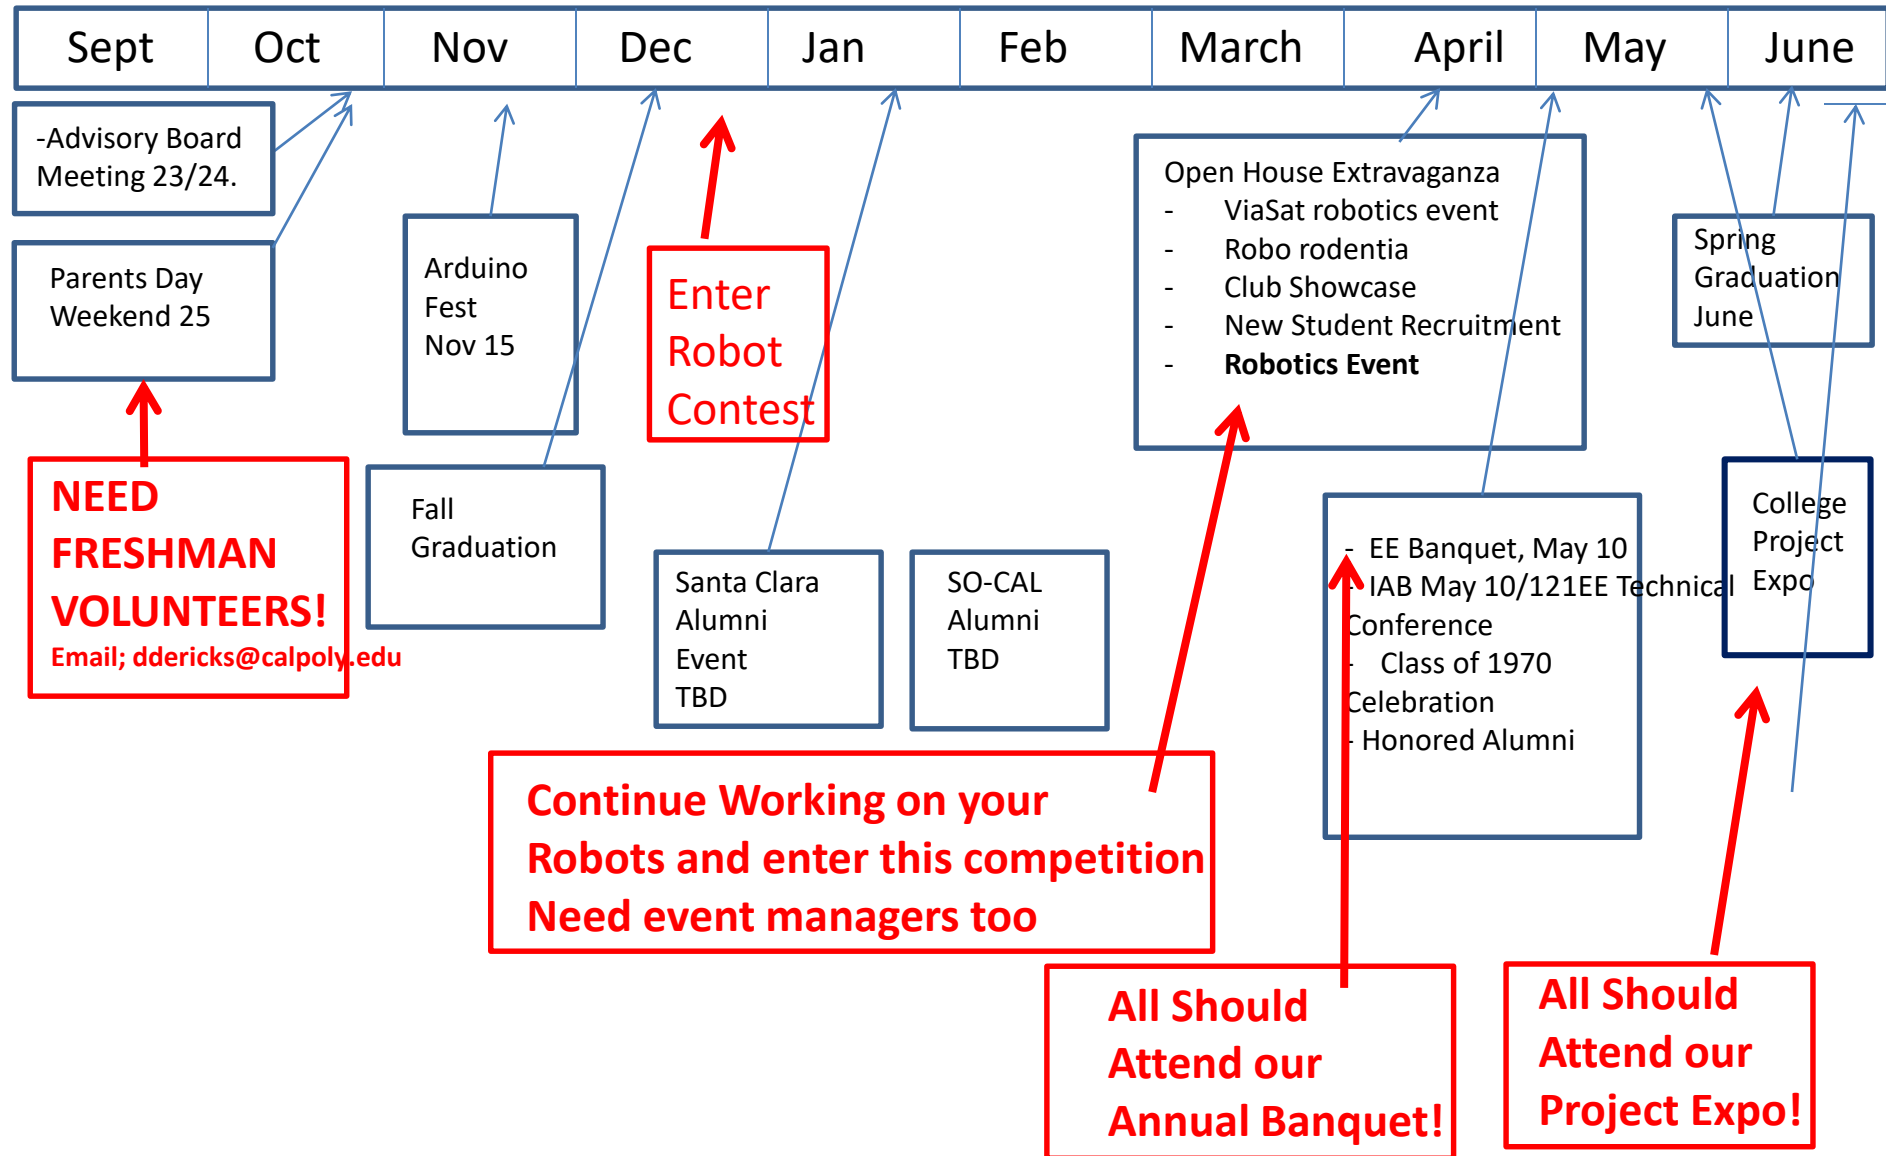 Sept Oct Nov Dec Jan Feb March April May June
-Advisory Board
Meeting 23/24.
Parents Day
Weekend 25
NEED
FRESHMAN
VOLUNTEERS!
Email; ddericks@calpoly.edu
Arduino
Fest
Nov 15
Fall
Graduation
Enter
Robot
Contest
Santa Clara
Alumni
Event
TBD
SO-CAL
Alumni
TBD
Open House Extravaganza
- ViaSat robotics event
- Robo rodentia
- Club Showcase
- New Student Recruitment
- Robotics Event
Continue Working on your
Robots and enter this competition
Need event managers too
- EE Banquet, May 10
- IAB May 10/121EE Technical
Conference
- Class of 1970
Celebration
- Honored Alumni
All Should
Attend our
Annual Banquet!
Spring
Graduation
June
College
Project
Expo
All Should
Attend our
Project Expo!